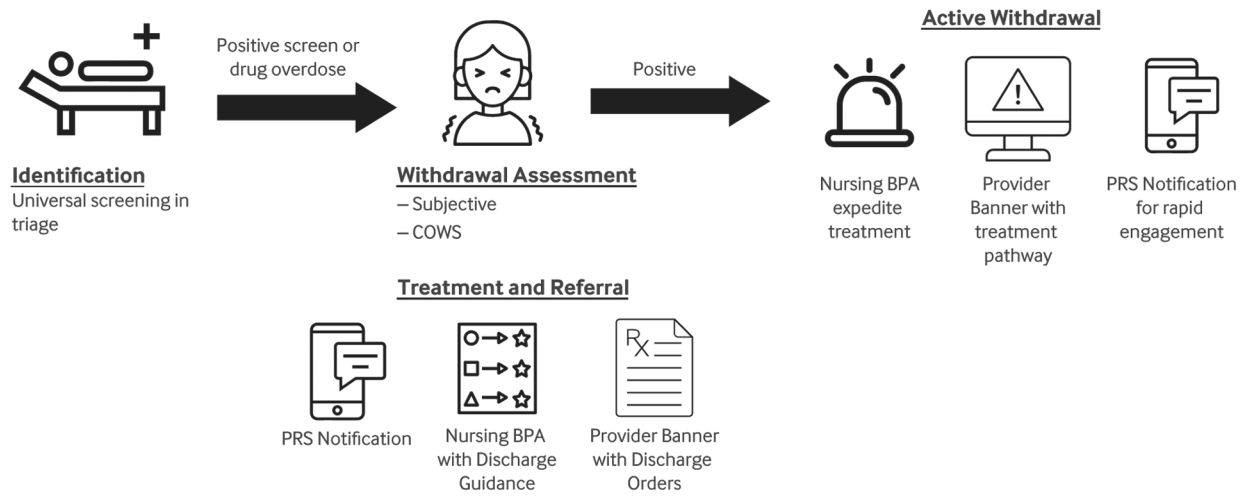 Positive screen or
drug overdose
Identification
Universal screening in
triage
Withdrawal Assessment
– Subjective
– COWS
Positive
Active Withdrawal
Nursing BPA
expedite
treatment
Provider
Banner with
treatment
pathway
PRS Notification
for rapid
engagement
Treatment and Referral
Rx
PRS Notification
Nursing BPA
with Discharge
Guidance
Provider Banner
with Discharge
Orders